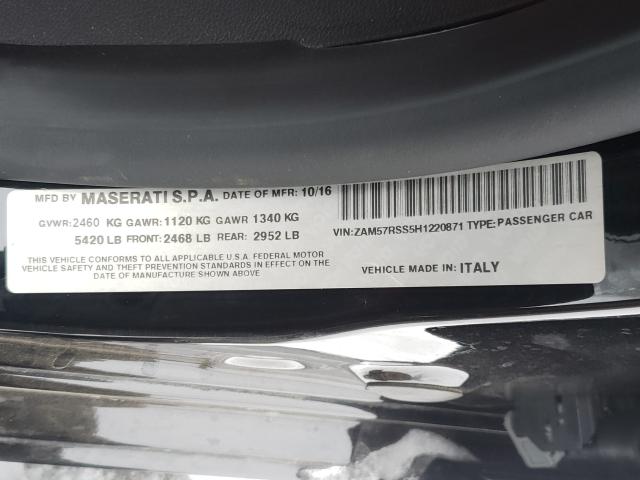 MFD BY MASERATI S.P.A. DATE OF MFR: 10/16
GVWR:2460 KG GAWR:1120 KG GAWR 1340 KG
5420 LB FRONT:2468 LB REAR: 2952 LB
THIS VEHICLE CONFORMS TO ALL APPLICABLE U.S.A. FEDERAL MOTOR
VEHICLE SAFETY AND THEFT PREVENTION STANDARDS IN EFFECT ON THE
DATE OF MANUFACTURE SHOWN ABOVE.
VIN:ZAM57RSS5H1220871 TYPE:PASSENGER CAR
VEHICLE MADE IN: ITALY